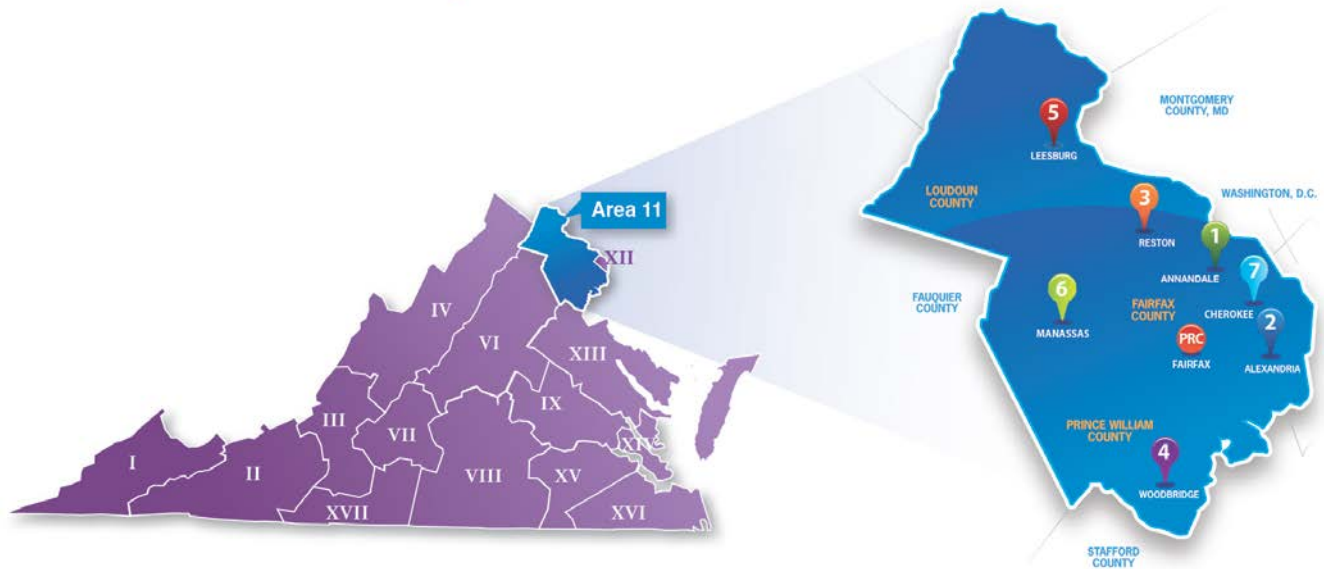 Area 11
XII
IV
VI
XIII
III
IX
VII
XIV
I
II
VIII
XV
XVII
XVI
MONTGOMERY
COUNTY, MD
5
LEESBURG
LOUDOUN
COUNTY
3
RESTON
WASHINGTON, D.C.
1
ANNANDALE
7
CHEROKEE
FAUQUIER
COUNTY
6
MANASSAS
FAIRFAX
COUNTY
PRC
FAIRFAX
2
ALEXANDRIA
PRINCE WILLIAM
COUNTY
4
WOODBRIDGE
STAFFORD
COUNTY